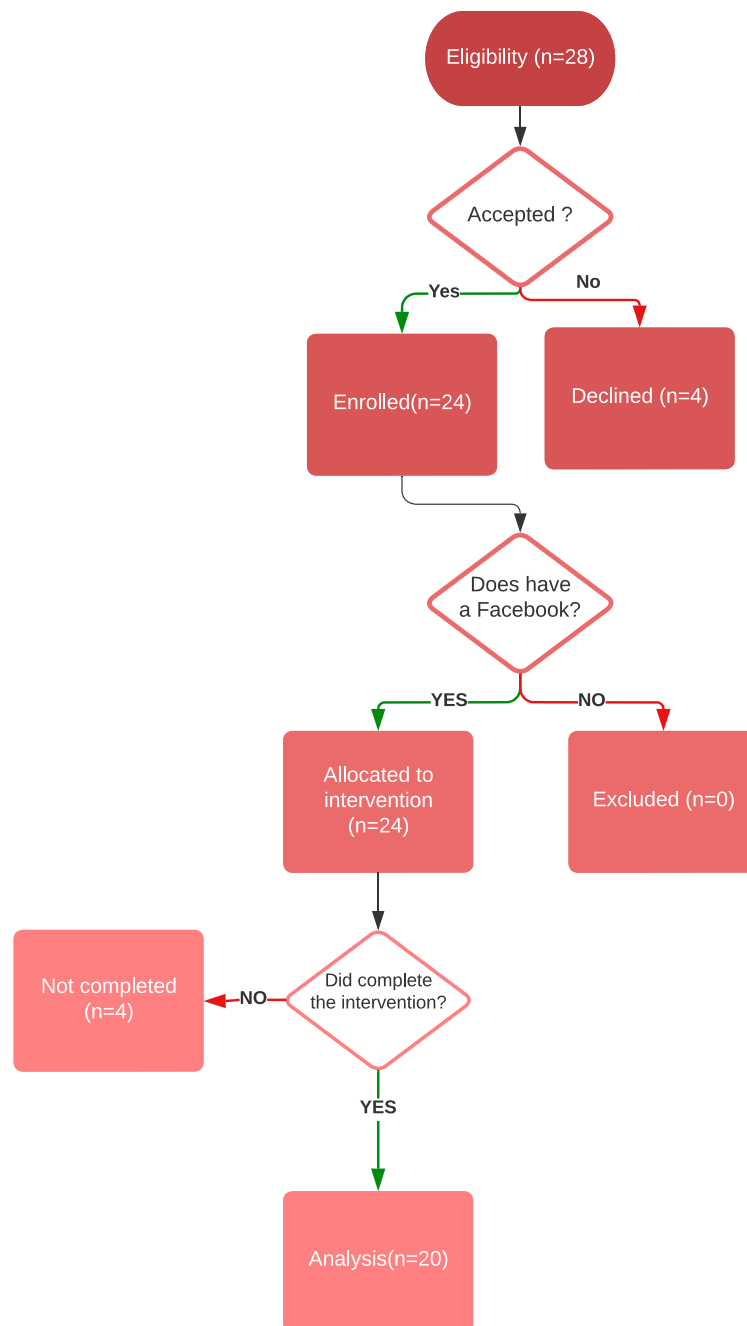 Eligibility (n=28)
Accepted ?
Yes
No
Enrolled(n=24)
Declined (n=4)
Does have
a Facebook?
YES
NO
Allocated to
intervention
(n=24)
Excluded (n=0)
Did complete
the intervention?
NO
Not completed
(n=4)
YES
Analysis(n=20)